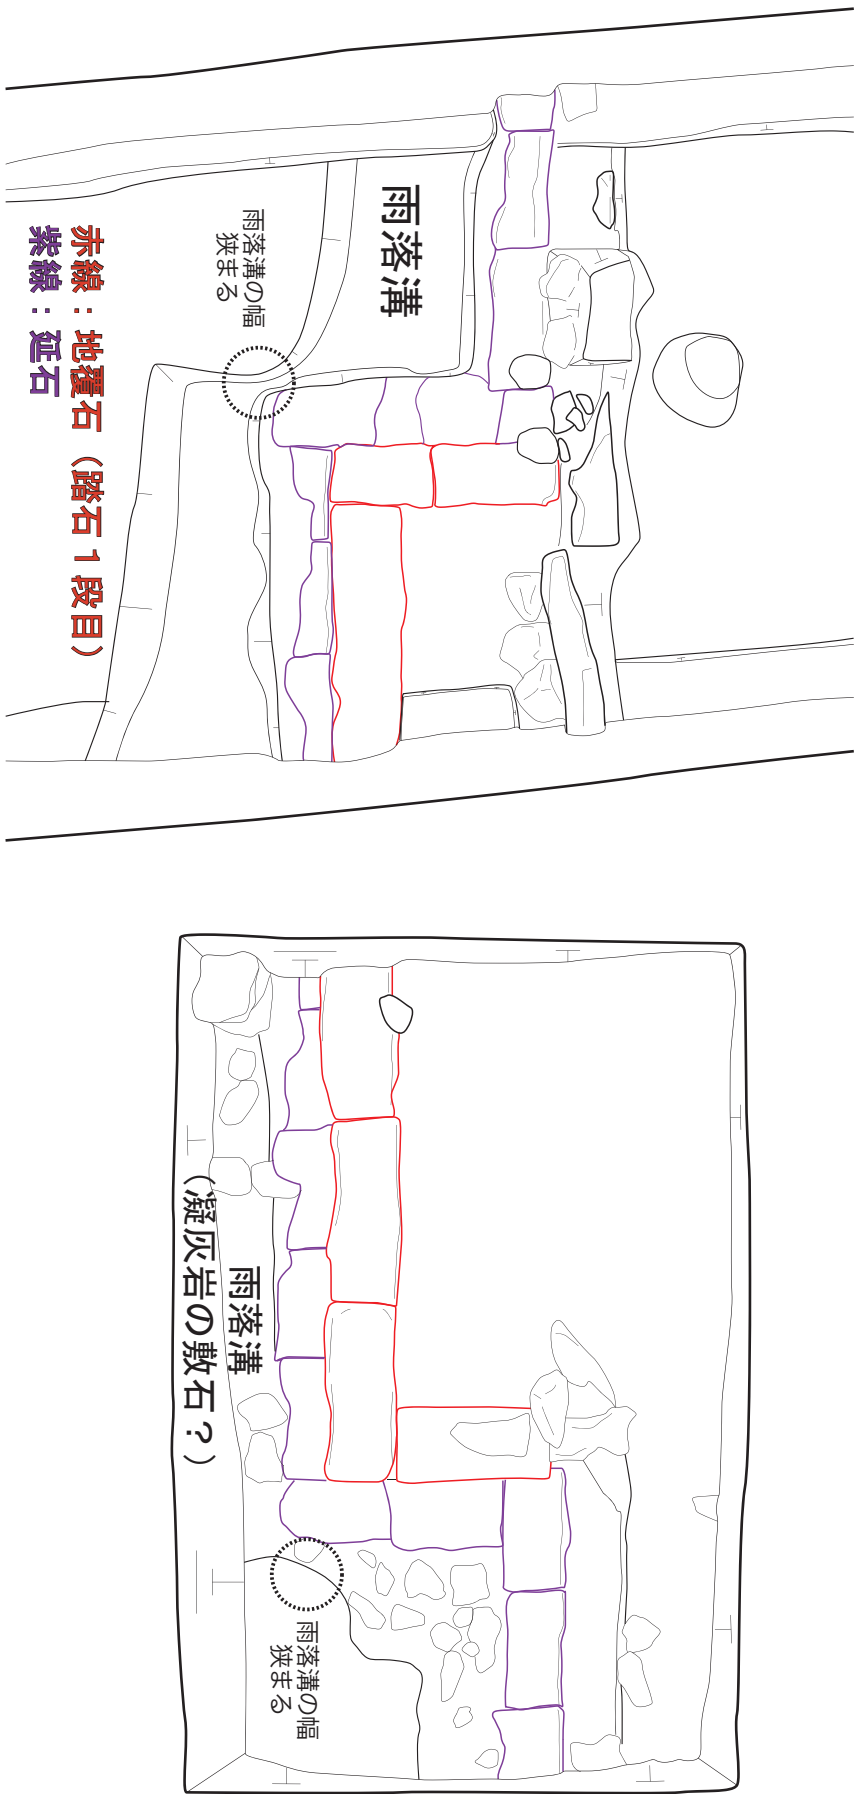 雨落溝
雨落溝の幅
狭まる
赤線：地覆石（踏石１段目）
紫線：延石
雨落溝
（凝灰岩の敷石？）
雨落溝の幅
狭まる